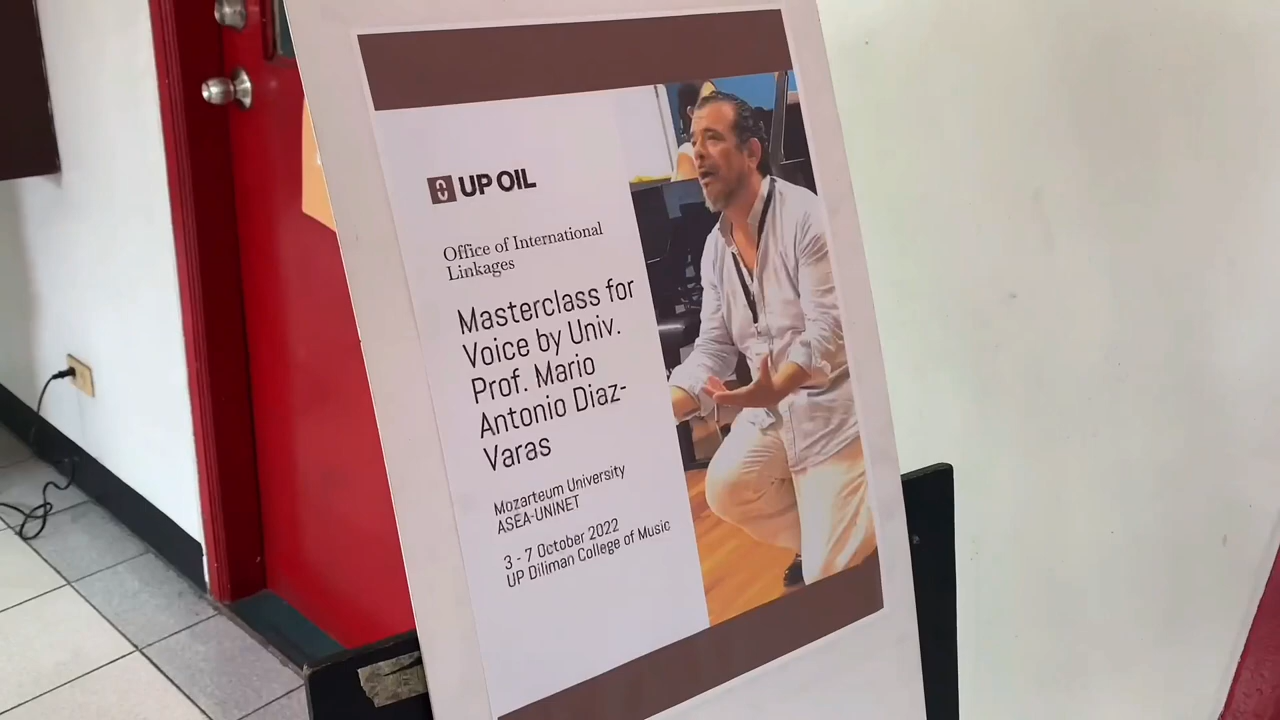 UP OIL
Office of International
Linkages
Masterclass for
Voice by Univ.
Prof. Mario
Antonio Diaz-
Varas
Mozarteum University
ASEA-UNINET
3 - 7 October 2022
UP Diliman College of Music